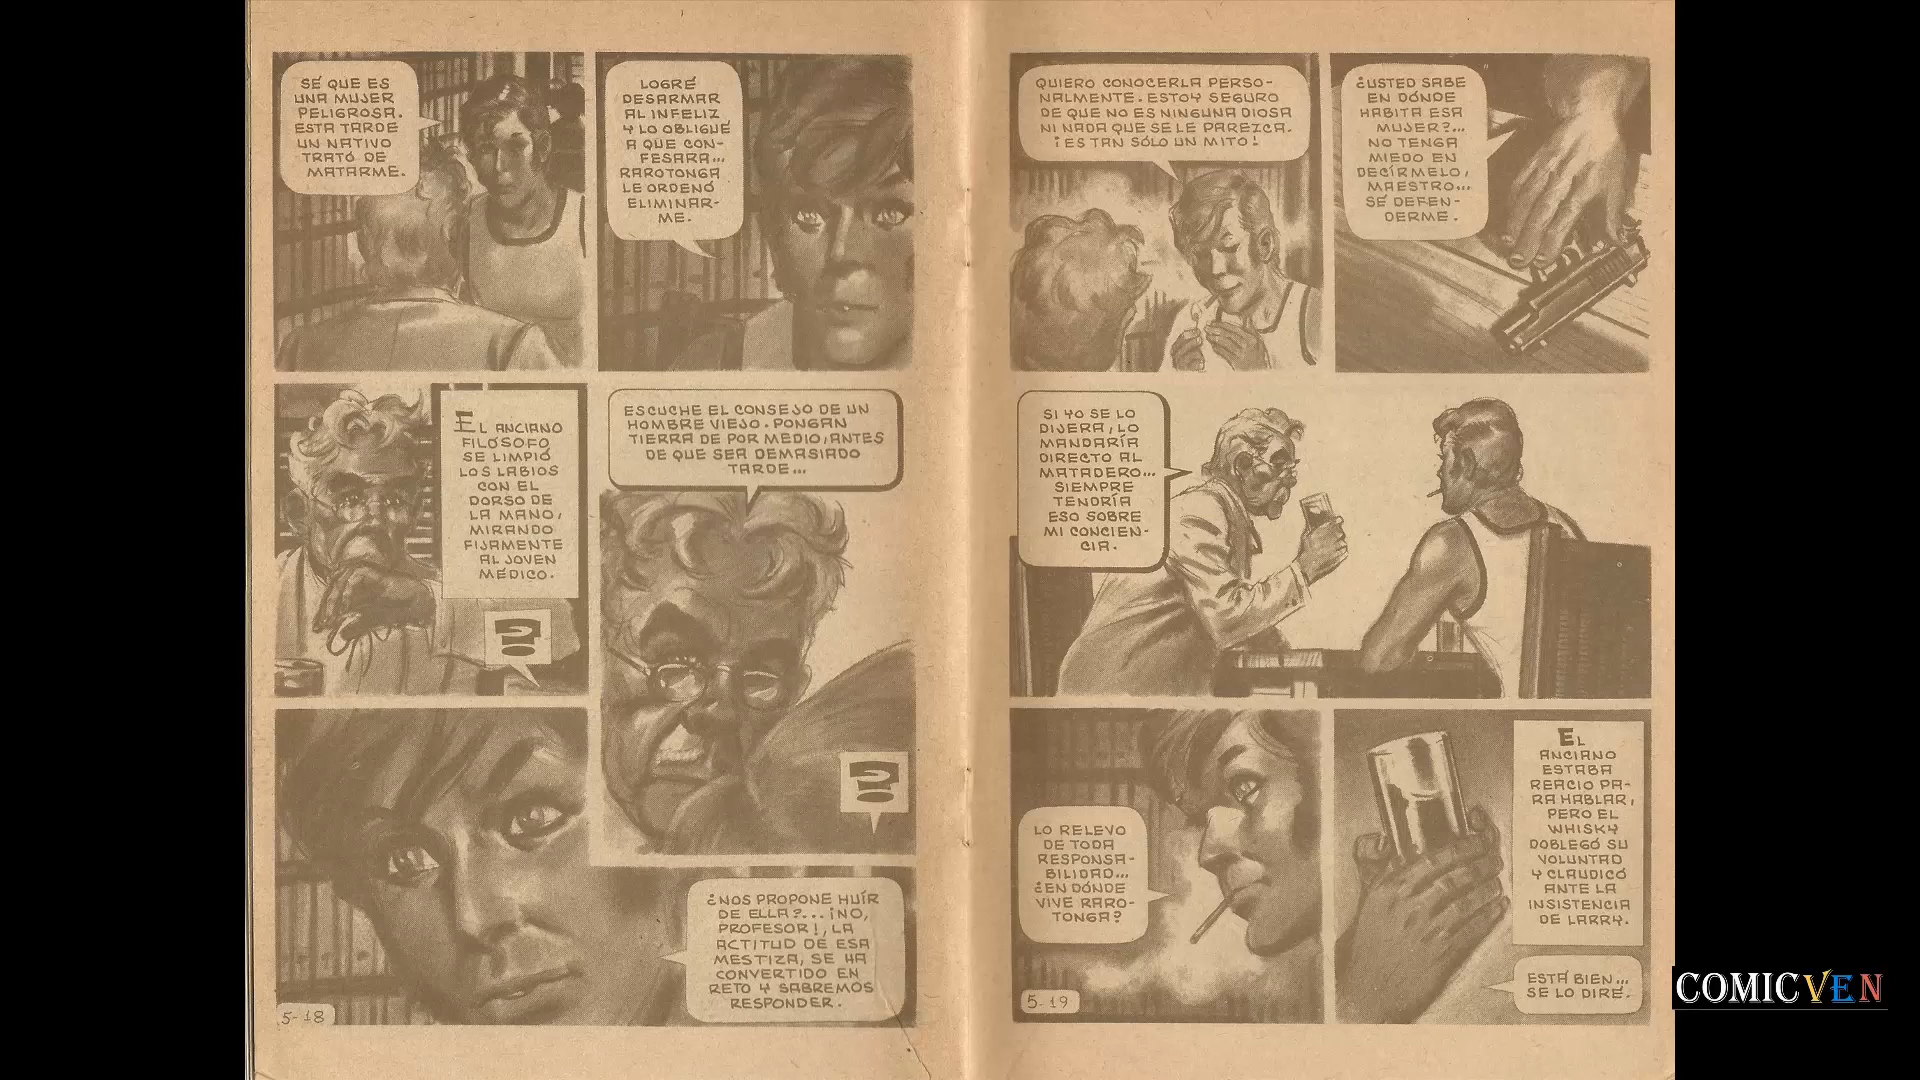 SÉ QUE ES
UNA MUJER
PELIGROSA.
ESTA TARDE
UN NATIVO
TRATÓ DE
MATARME.
LOGRÉ
DESARMAR
AL INFELIZ
Y LO OBLIGUÉ
A QUE CON-
FESARA...
RAROTONGA
LE ORDENÓ
ELIMINAR-
ME.
EL ANCIANO
FILÓSOFO
SE LIMPIÓ
LOS LABIOS
CON EL
DORSO DE
LA MANO,
MIRANDO
FIJAMENTE
AL JOVEN
MÉDICO.
?
ESCUCHE EL CONSEJO DE UN
HOMBRE VIEJO. PONGAN
TIERRA DE POR MEDIO, ANTES
DE QUE SEA DEMASIADO
TARDE...
?
¿NOS PROPONE HUÍR
DE ELLA?... ¡NO,
PROFESOR!, LA
ACTITUD DE ESA
MESTIZA, SE HA
CONVERTIDO EN
RETO Y SABREMOS
RESPONDER.
5-18
QUIERO CONOCERLA PERSO-
NALMENTE. ESTOY SEGURO
DE QUE NO ES NINGUNA DIOSA
NI NADA QUE SE LE PAREZCA.
¡ES TAN SÓLO UN MITO!
¿USTED SABE
EN DÓNDE
HABITA ESA
MUJER?...
NO TENGA
MIEDO EN
DECÍRMELO,
MAESTRO...
SÉ DEFEN-
DERME.
SI YO SE LO
DIJERA, LO
MANDARÍA
DIRECTO AL
MATADERO...
SIEMPRE
TENDRÍA
ESO SOBRE
MI CONCIEN-
CIA.
LO RELEVO
DE TODA
RESPONSA-
BILIDAD...
¿EN DÓNDE
VIVE RARO-
TONGA?
EL
ANCIANO
ESTABA
REACIO PA-
RA HABLAR,
PERO EL
WHISKY
DOBLEGÓ SU
VOLUNTAD
Y CLAUDICÓ
ANTE LA
INSISTENCIA
DE LARRY.
ESTÁ BIEN...
SE LO DIRÉ.
5-19
COMICVEN